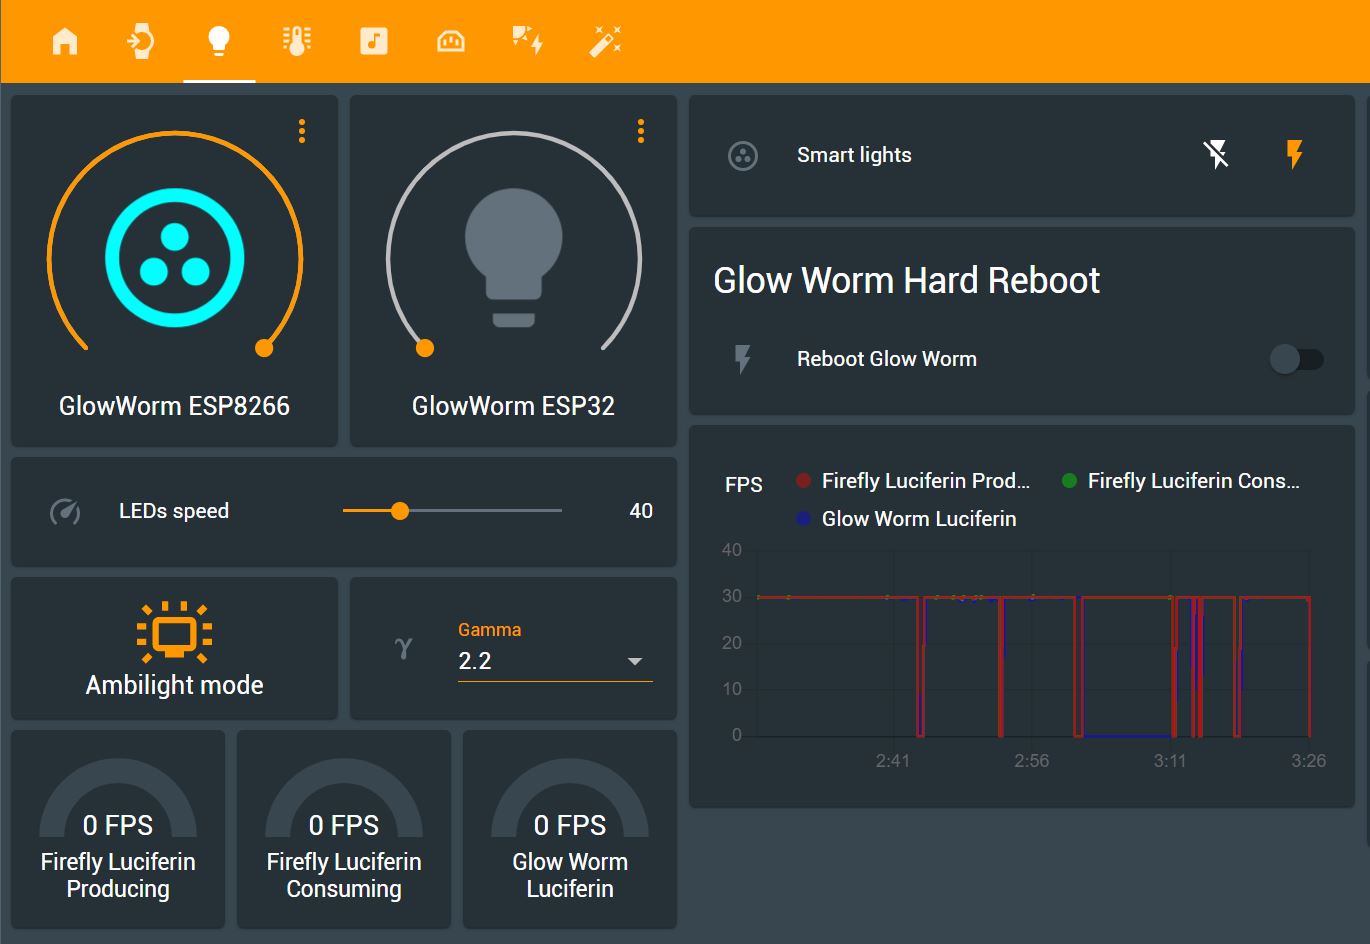 GlowWorm ESP8266
GlowWorm ESP32
LEDs speed
40
Ambilight mode
Gamma
γ
2.2
0 FPS
Firefly Luciferin
Producing
0 FPS
Firefly Luciferin
Consuming
0 FPS
Glow Worm
Luciferin
Smart lights
Glow Worm Hard Reboot
Reboot Glow Worm
FPS
Firefly Luciferin Prod...
Firefly Luciferin Cons...
Glow Worm Luciferin
40
30
20
10
0
2:41 2:56 3:11 3:26